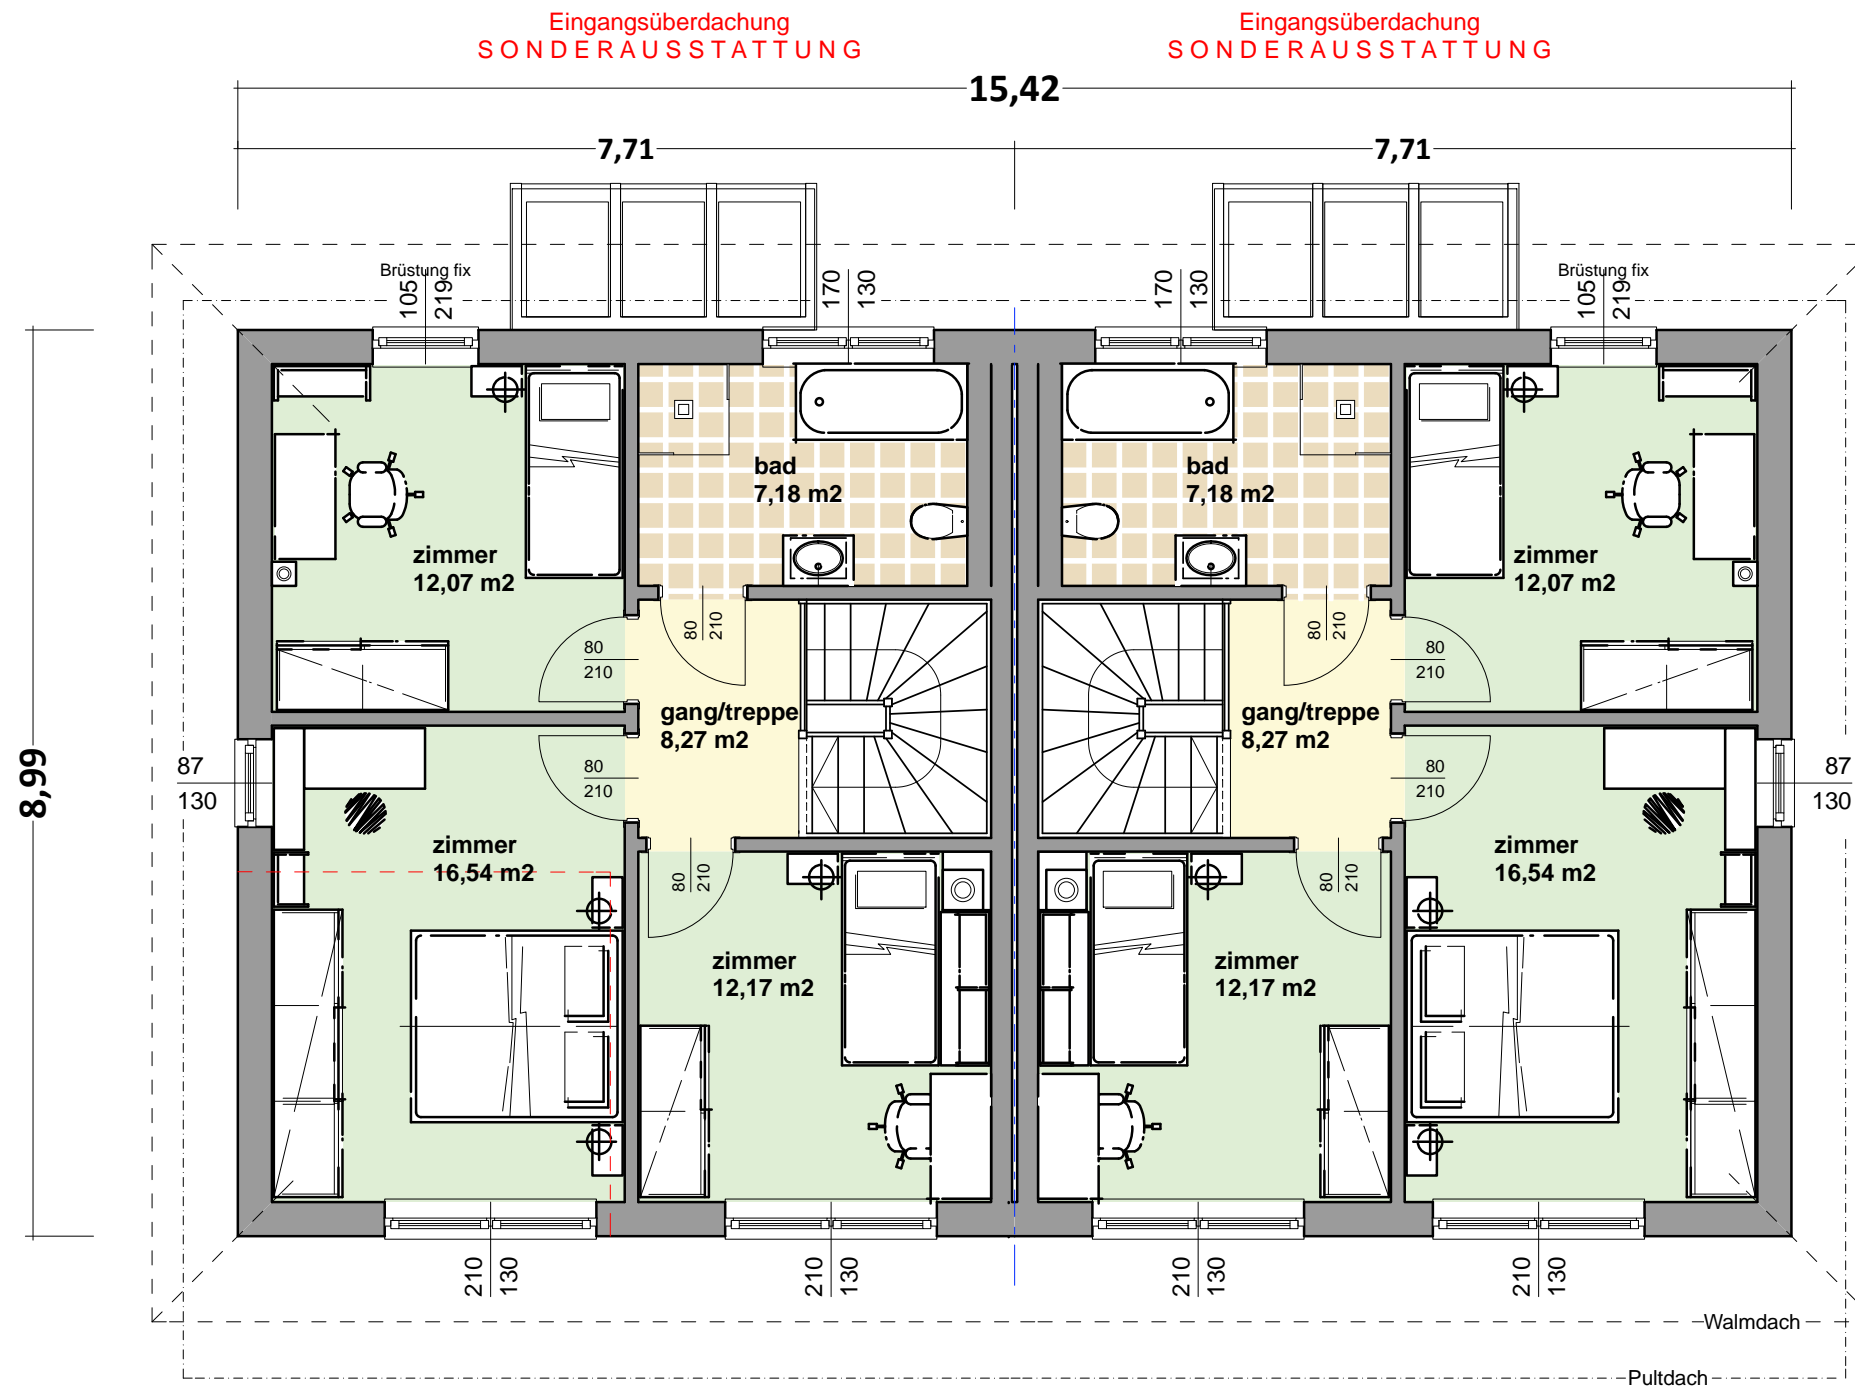 Eingangsüberdachung
SONDERAUSSTATTUNG
Eingangsüberdachung
SONDERAUSSTATTUNG
15,42
7,71
7,71
Brüstung fix
105
219
170
130
170
130
Brüstung fix
105
219
bad
7,18 m2
bad
7,18 m2
zimmer
12,07 m2
zimmer
12,07 m2
80
210
80
210
80
210
80
210
gang/treppe
8,27 m2
gang/treppe
8,27 m2
8,99
87
130
80
210
80
210
87
130
zimmer
16,54 m2
zimmer
16,54 m2
80
210
80
210
zimmer
12,17 m2
zimmer
12,17 m2
210
130
210
130
210
130
210
130
Walmdach
Pultdach